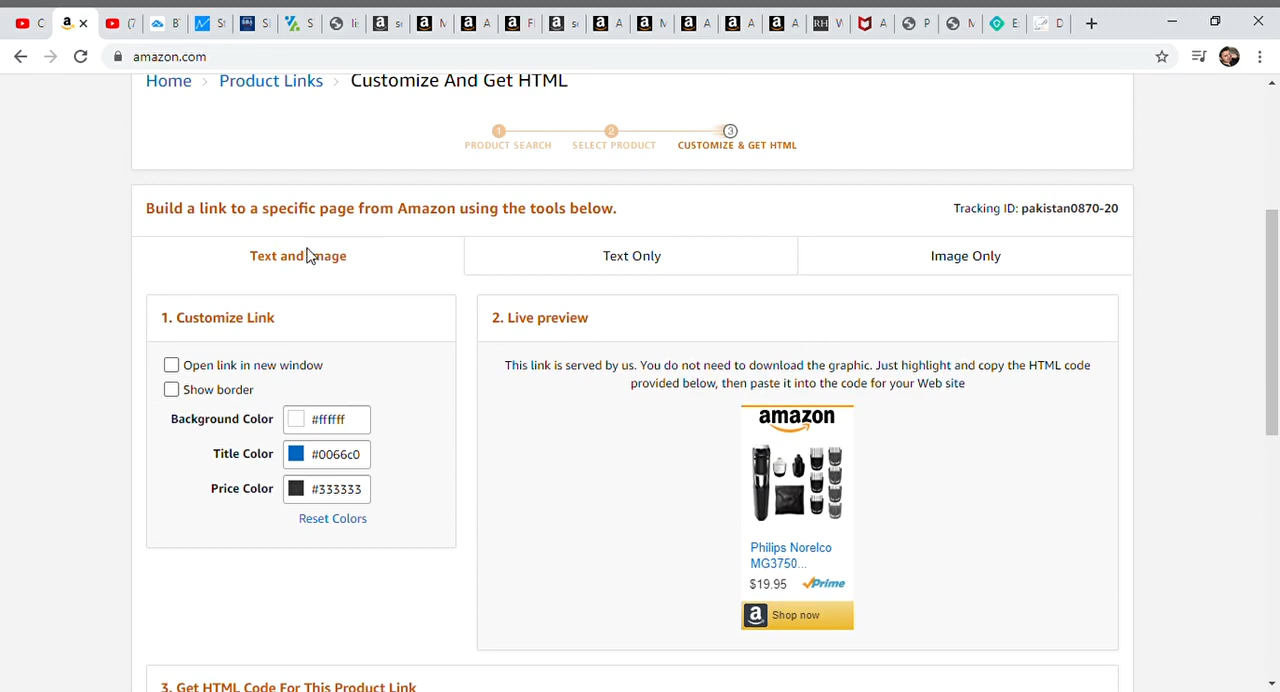 amazon.com
Home > Product Links > Customize And Get HTML
1 2 3
PRODUCT SEARCH SELECT PRODUCT CUSTOMIZE & GET HTML
Build a link to a specific page from Amazon using the tools below.
Tracking ID: pakistan0870-20
Text and Image
Text Only
Image Only
1. Customize Link
Open link in new window
Show border
Background Color #ffffff
Title Color #0066c0
Price Color #333333
Reset Colors
2. Live preview
This link is served by us. You do not need to download the graphic. Just highlight and copy the HTML code
provided below, then paste it into the code for your Web site
amazon
Philips Norelco
MG3750...
$19.95 Prime
a Shop now
3. Get HTML Code For This Product Link